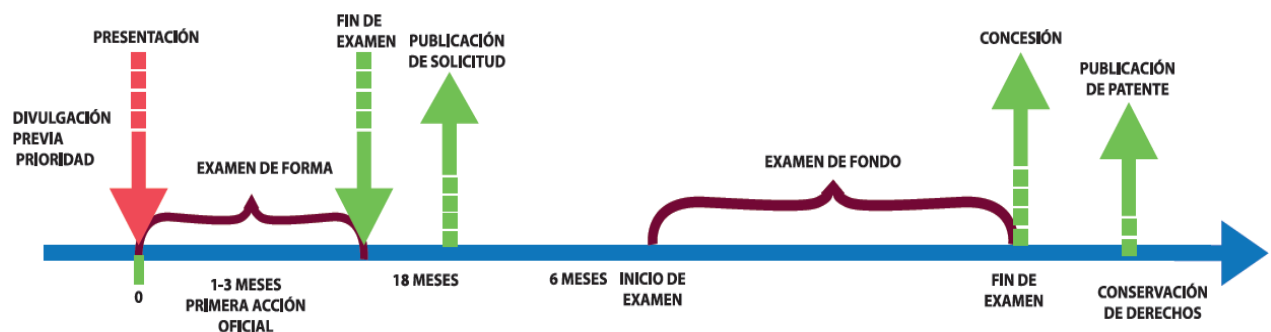 PRESENTACIÓN
FIN DE
EXAMEN
PUBLICACIÓN
DE SOLICITUD
CONCESIÓN
PUBLICACIÓN
DE PATENTE
DIVULGACIÓN
PREVIA
PRIORIDAD
EXAMEN DE FORMA
EXAMEN DE FONDO
0
1-3 MESES
PRIMERA ACCIÓN
OFICIAL
18 MESES
6 MESES
INICIO DE
EXAMEN
FIN DE
EXAMEN
CONSERVACIÓN
DE DERECHOS